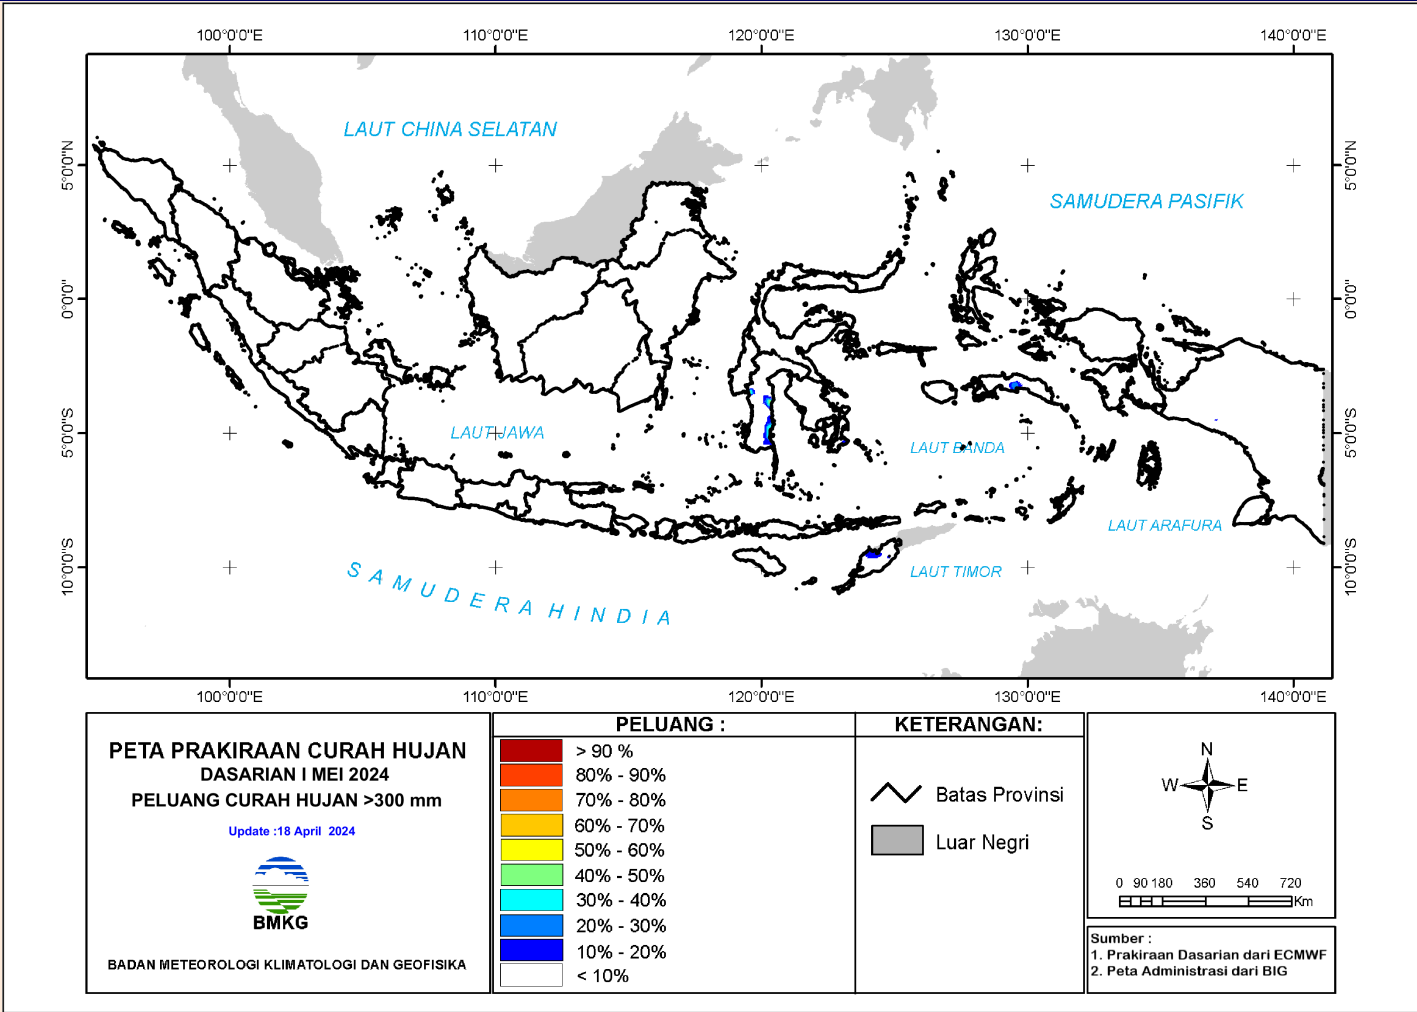 100°0'0"E 110°0'0"E 120°0'0"E 130°0'0"E 140°0'0"E
LAUT CHINA SELATAN
5°0'0"N 5°0'0"N
SAMUDERA PASIFIK
0°0'0" 0°0'0"
LAUT JAWA
5°0'0"S 5°0'0"S
LAUT BANDA
LAUT ARAFURA
LAUT TIMOR
10°0'0"S 10°0'0"S
SAMUDERA HINDIA
100°0'0"E 110°0'0"E 120°0'0"E 130°0'0"E 140°0'0"E
PETA PRAKIRAAN CURAH HUJAN
DASARIAN I MEI 2024
PELUANG CURAH HUJAN >300 mm
Update :18 April 2024
BMKG
BADAN METEOROLOGI KLIMATOLOGI DAN GEOFISIKA
PELUANG :
> 90 %
80% - 90%
70% - 80%
60% - 70%
50% - 60%
40% - 50%
30% - 40%
20% - 30%
10% - 20%
< 10%
KETERANGAN:
Batas Provinsi
Luar Negri
N
W E
S
0 90 180 360 540 720
Km
Sumber :
1. Prakiraan Dasarian dari ECMWF
2. Peta Administrasi dari BIG